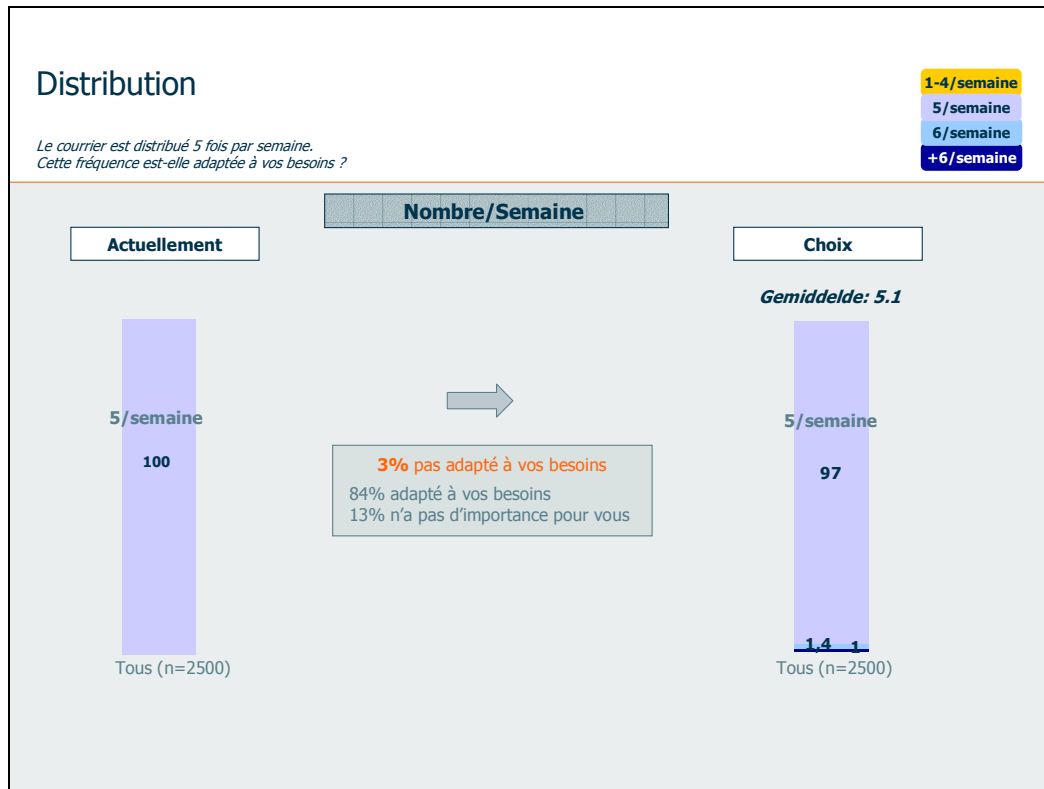 Distribution
Le courrier est distribué 5 fois par semaine.
Cette fréquence est-elle adaptée à vos besoins ?
1-4/semaine
5/semaine
6/semaine
+6/semaine
Nombre/Semaine
Actuellement
Choix
Gemiddelde: 5.1
5/semaine
100
Tous (n=2500)
3% pas adapté à vos besoins
84% adapté à vos besoins
13% n'a pas d'importance pour vous
5/semaine
97
1,4 1
Tous (n=2500)